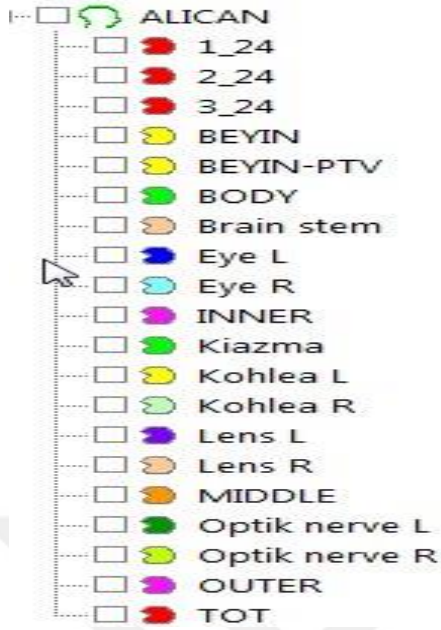 ALICAN
1_24
2_24
3_24
BEYIN
BEYIN-PTV
BODY
Brain stem
Eye L
Eye R
INNER
Kiazma
Kohlea L
Kohlea R
Lens L
Lens R
MIDDLE
Optik nerve L
Optik nerve R
OUTER
TOT